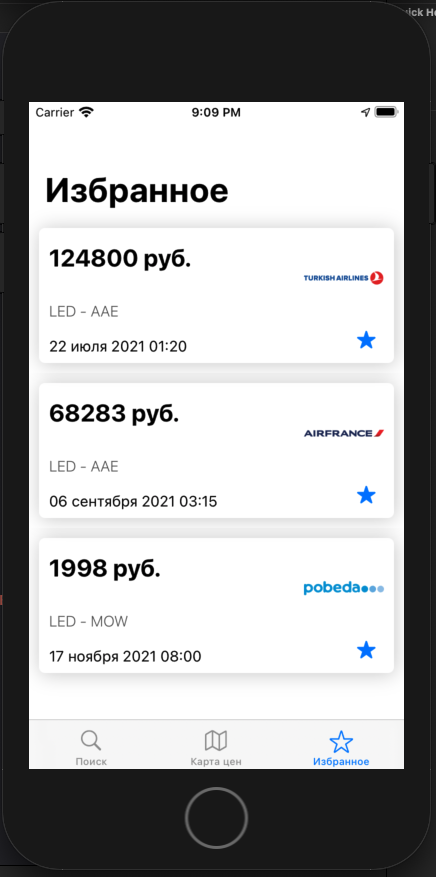 ick He
Carrier 9:09 PM
Избранное
124800 руб.
TURKISH AIRLINES
LED - AAE
22 июля 2021 01:20
68283 руб.
AIRFRANCE
LED - AAE
06 сентября 2021 03:15
1998 руб.
pobeda
LED - MOW
17 ноября 2021 08:00
Поиск Карта цен Избранное